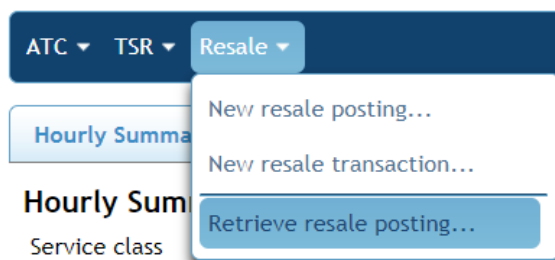 ATC TSR Resale
New resale posting...
Hourly Summa
New resale transaction...
Hourly Sum
Retrieve resale posting...
Service class